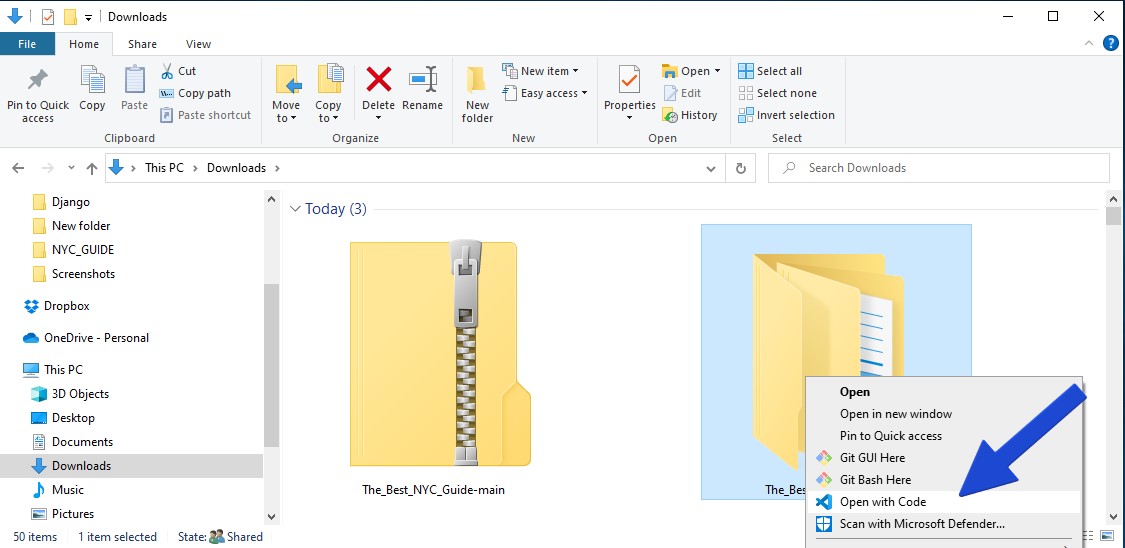 Downloads
File Home Share View
Pin to Quick access
Copy
Paste
Cut
Copy path
Paste shortcut
Clipboard
Move to
Copy to
Delete
Rename
Organize
New folder
New item
Easy access
New
Properties
Open
Edit
History
Open
Select all
Select none
Invert selection
Select
This PC Downloads
Search Downloads
Django
New folder
NYC_GUIDE
Screenshots
Dropbox
OneDrive - Personal
This PC
3D Objects
Desktop
Documents
Downloads
Music
Pictures
Today (3)
The_Best_NYC_Guide-main
The_Bes
Open
Open in new window
Pin to Quick access
Git GUI Here
Git Bash Here
Open with Code
Scan with Microsoft Defender...
50 items 1 item selected State: Shared